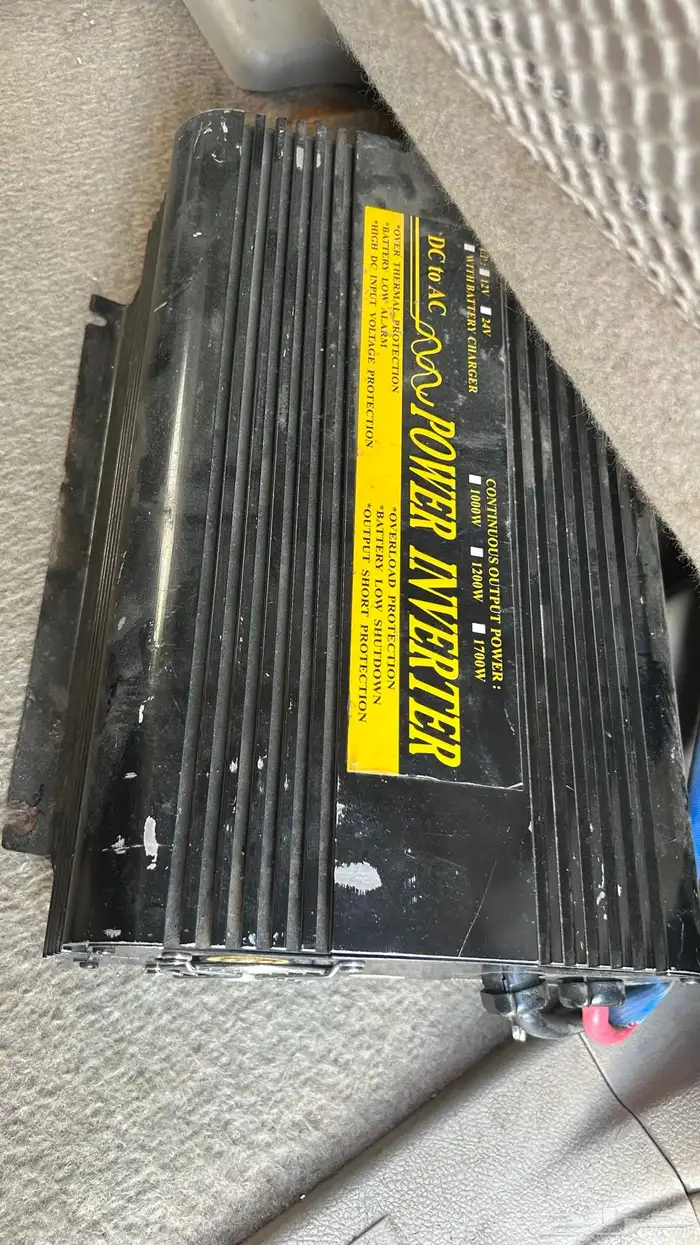 12V 24V
WITH BATTERY CHARGER
CONTINUOUS OUTPUT POWER :
1000W 1200W 1700W
DC to AC POWER INVERTER
*OVER THERMAL PROTECTION
*BATTERY LOW ALARM
*HIGH DC INPUT VOLTAGE PROTECTION
*OVERLOAD PROTECTION
*BATTERY LOW SHUTDOWN
*OUTPUT SHORT PROTECTION